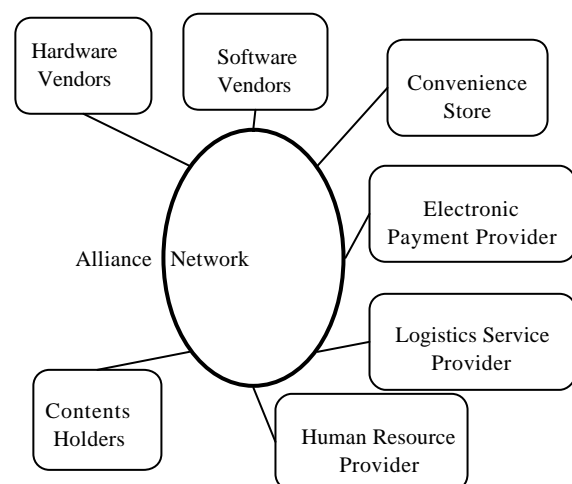 Hardware
Vendors
Software
Vendors
Convenience
Store
Electronic
Payment Provider
Alliance Network
Logistics Service
Provider
Contents
Holders
Human Resource
Provider